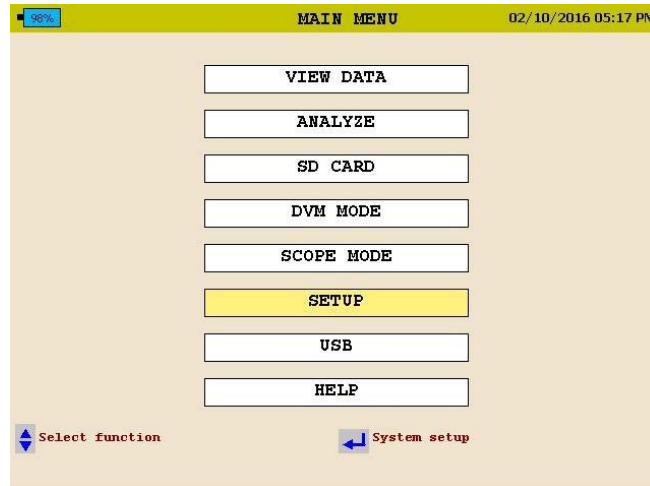 98%
MAIN MENU
02/10/2016 05:17 PM
VIEW DATA
ANALYZE
SD CARD
DVM MODE
SCOPE MODE
SETUP
USB
HELP
Select function
System setup